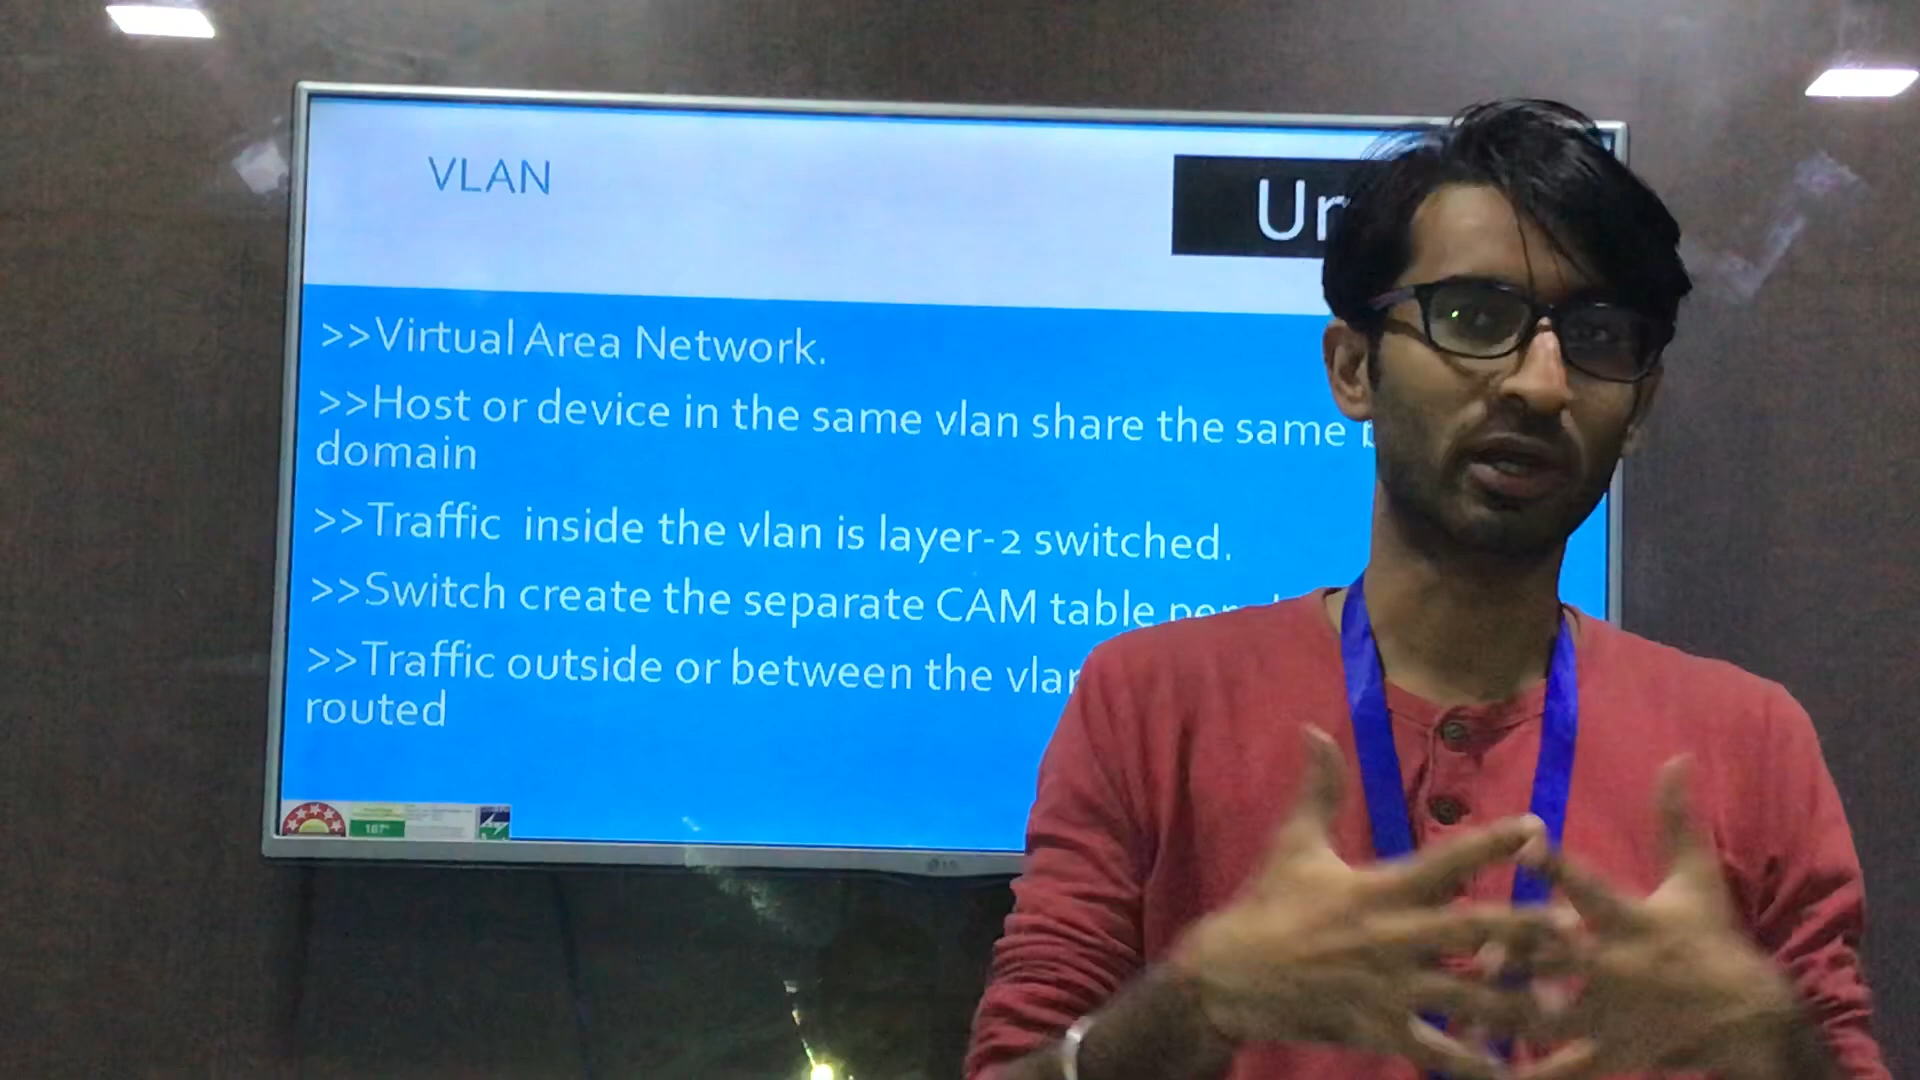 VLAN
>>Virtual Area Network.
>>Host or device in the same vlan share the same
domain
>>Traffic inside the vlan is layer-2 switched.
>>Switch create the separate CAM table
>>Traffic outside or between the
routed
LG